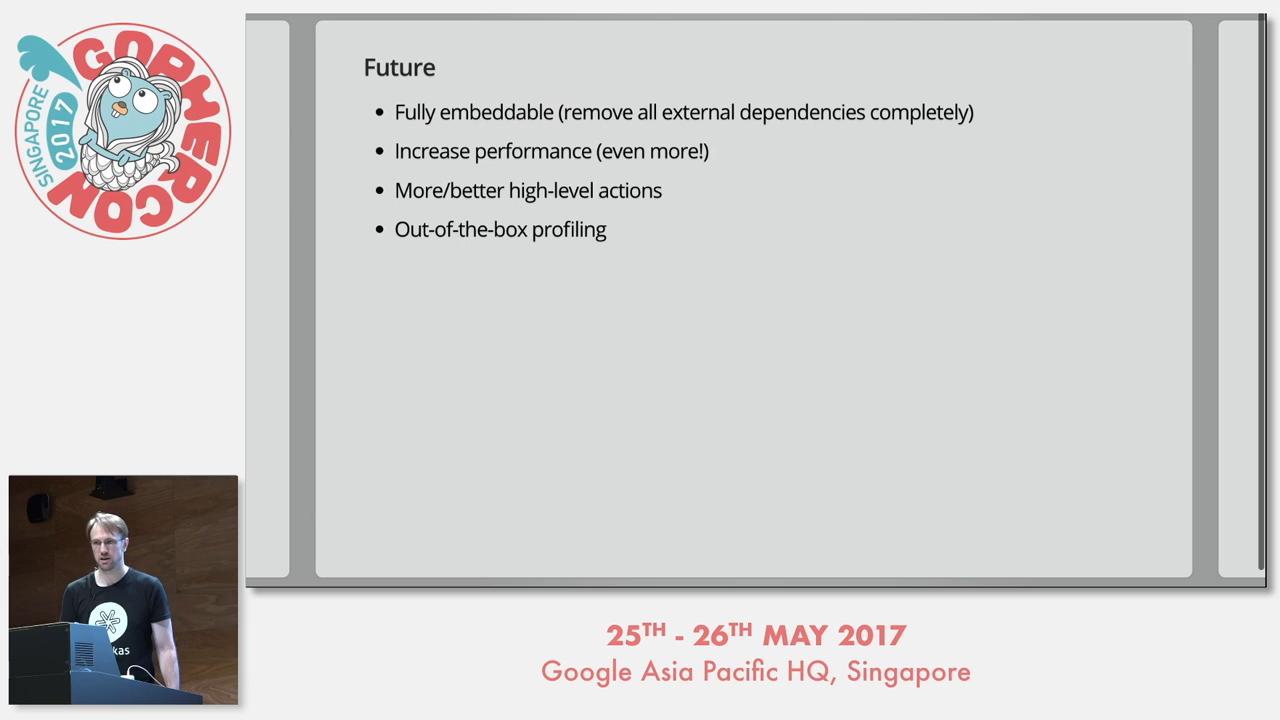 GOPHERCON
SINGAPORE
2017
Future
• Fully embeddable (remove all external dependencies completely)
• Increase performance (even more!)
• More/better high-level actions
• Out-of-the-box profiling
kas
25TH - 26TH MAY 2017
Google Asia Pacific HQ, Singapore